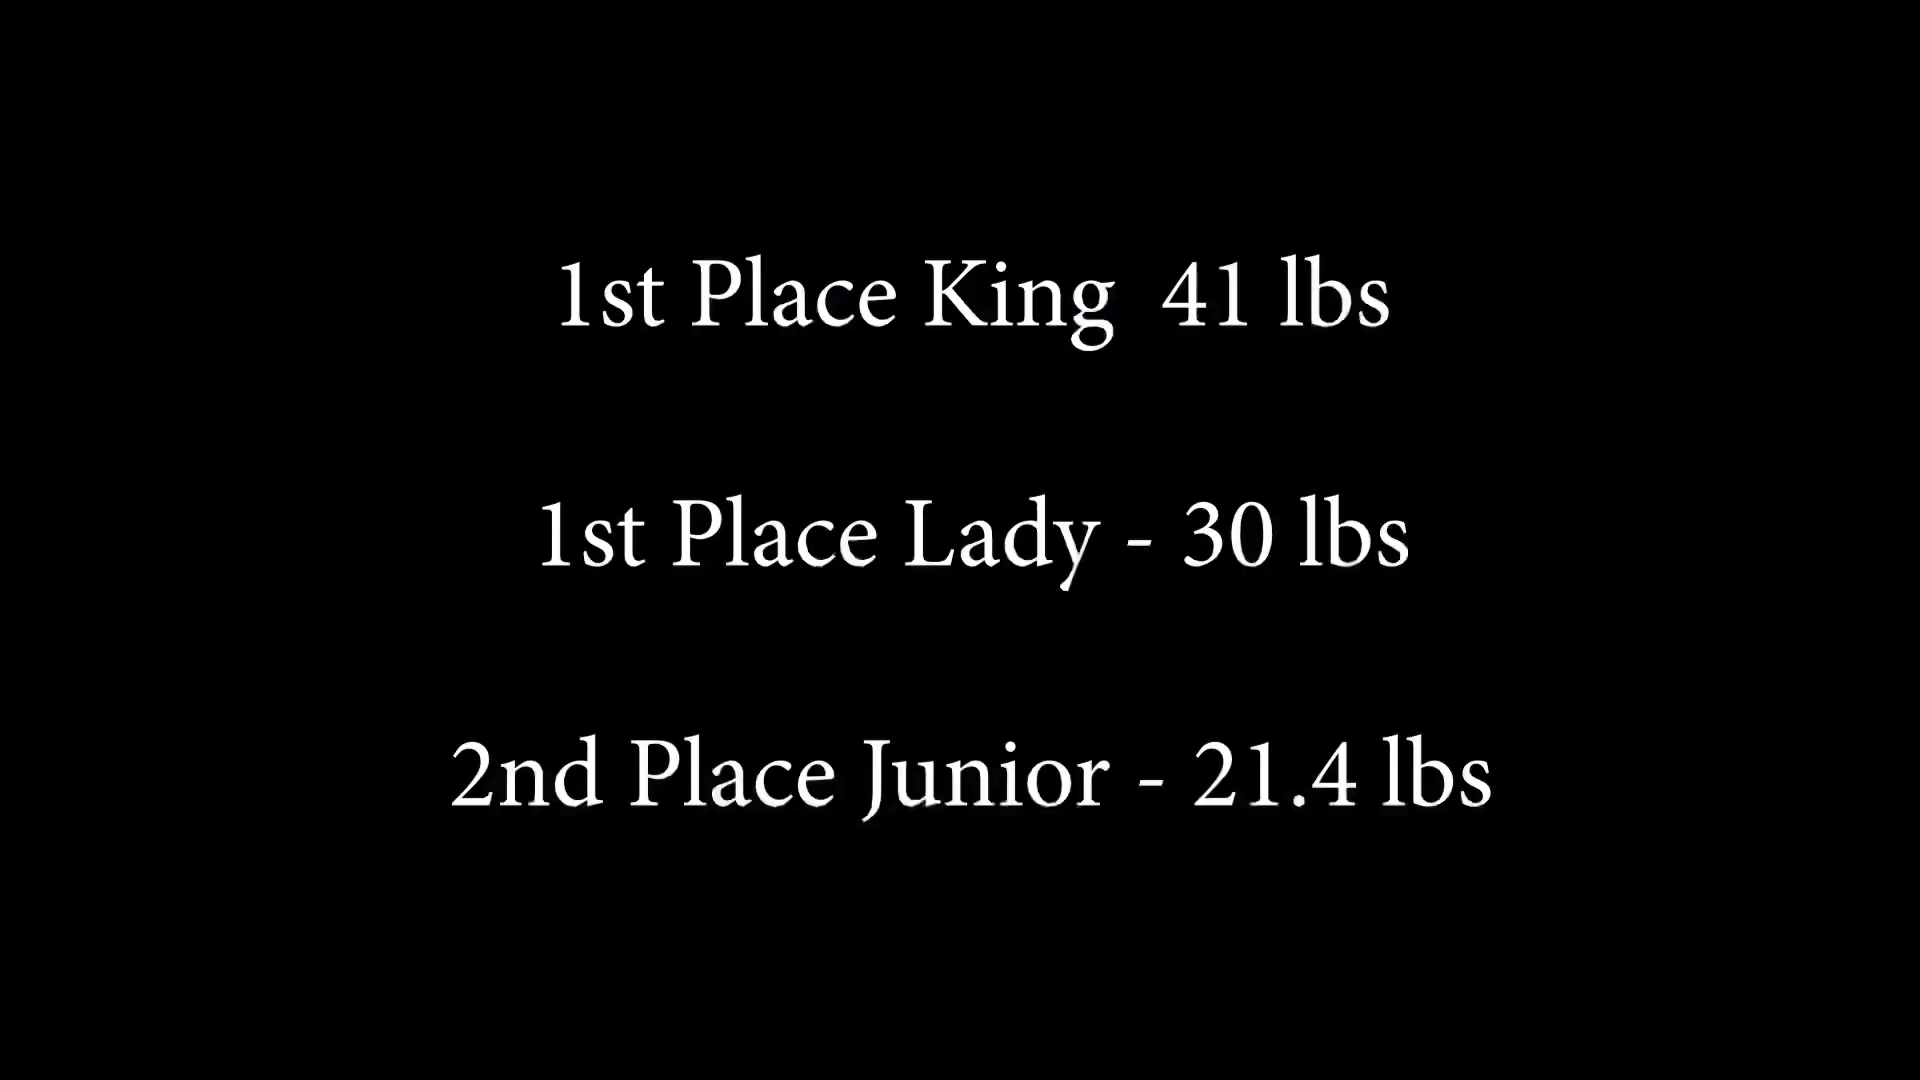 1st Place King  41 lbs
1st Place Lady - 30 lbs
2nd Place Junior - 21.4 lbs